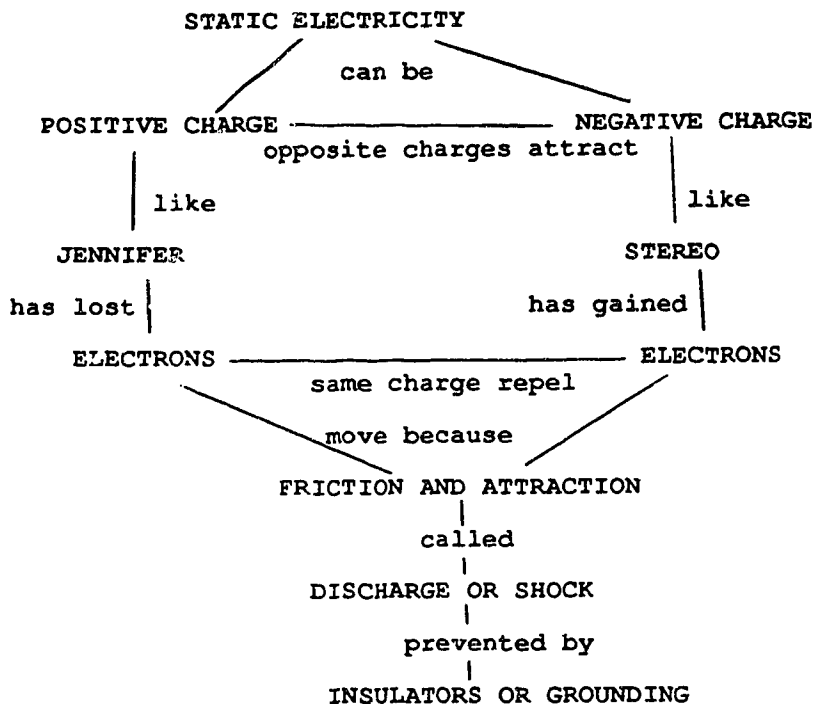 STATIC ELECTRICITY
can be
POSITIVE CHARGE NEGATIVE CHARGE
opposite charges attract
like like
JENNIFER STEREO
has lost has gained
ELECTRONS ELECTRONS
same charge repel
move because
FRICTION AND ATTRACTION
called
DISCHARGE OR SHOCK
prevented by
INSULATORS OR GROUNDING